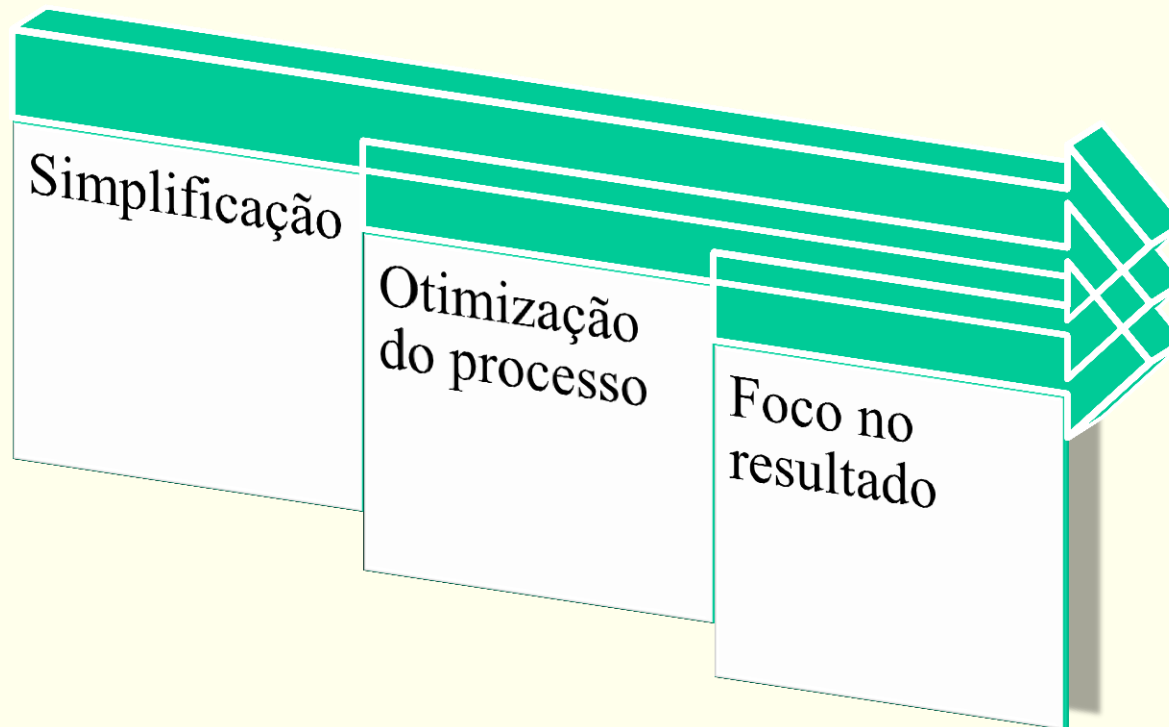 Simplificação
Otimização
do processo
Foco no
resultado